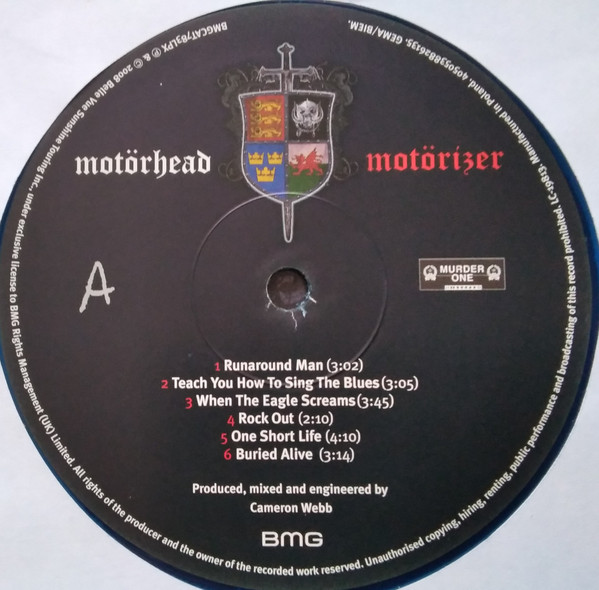 motörhead
motörizer
A
MURDER
ONE
1 Runaround Man (3:02)
2 Teach You How To Sing The Blues (3:05)
3 When The Eagle Screams (3:45)
4 Rock Out (2:10)
5 One Short Life (4:10)
6 Buried Alive (3:14)
Produced, mixed and engineered by
Cameron Webb
BMG
BMGCAT783LPX ℗ & © 2008 Belle Vue Sunshine Touring Inc., under exclusive license to BMG Rights Management (UK) Limited. All rights of the producer and the owner of the recorded work reserved. Unauthorised copying, hiring, renting, public performance and broadcasting of this record prohibited. LC-19813 Manufactured in Poland. 4050538826135. GEMA/BIEM.